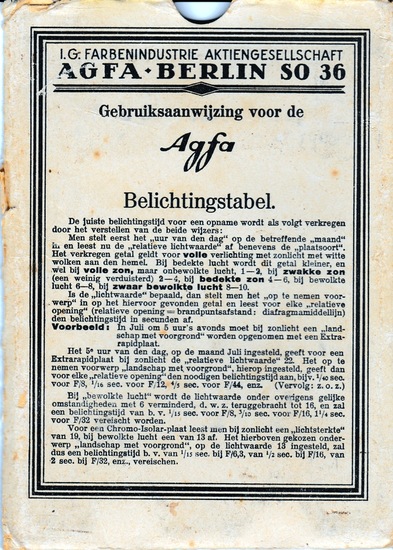 I.G. FARBENINDUSTRIE AKTIENGESELLSCHAFT
AGFA · BERLIN SO 36
Gebruiksaanwijzing voor de
Agfa
Belichtingstabel.
De juiste belichtingstijd voor een opname wordt als volgt verkregen
door het verstellen van de beide wijzers:
Men stelt eerst het „uur van den dag" op de betreffende „maand"
in en leest nu de „relatieve lichtwaarde" af benevens de „plaatsoort".
Het verkregen getal geldt voor volle verlichting met zonlicht met witte
wolken aan den hemel. Bij bedekte lucht wordt dit getal kleiner, en
wel bij volle zon, maar onbewolkte lucht, 1—2, bij zwakke zon
(een weinig verduisterd) 2—4, bij bedekte zon 4—6, bij bewolkte
lucht 6—8, bij zwaar bewolkte lucht 8—10.
Is de „lichtwaarde" bepaald, dan stelt men het „op te nemen voor-
werp" in op het hiervoor gevonden getal en leest voor elke „relatieve
opening" (relatieve opening = brandpuntsafstand: diafragmamiddellijn)
den belichtingstijd in seconden af.
Voorbeeld: In Juli om 5 uur's avonds moet bij zonlicht een „land-
schap met voorgrond" worden opgenomen met een Extra-
rapidplaat.
Het 5e uur van den dag, op de maand Juli ingesteld, geeft voor een
Extrarapidplaat bij zonlicht de „relatieve lichtwaarde" 22. Het op te
nemen voorwerp „landschap met voorgrond", hierop ingesteld, geeft dan
voor elke „relatieve opening" den noodigen belichtingstijd aan, bijv. 1/40 sec.
voor F/8, 1/16 sec. voor F/12, 4/5 sec. voor F/44, enz. (Vervolg: z. o. z.)
Bij „bewolkte lucht" wordt de lichtwaarde onder overigens gelijke
omstandigheden met 6 verminderd, d. w. z. teruggebracht tot 16, en zal
een belichtingstijd van b. v. 1/15 sec. voor F/8, 3/10 sec. voor F/16, 1 1/4 sec.
voor F/32 vereischt worden.
Voor een Chromo-Isolar-plaat leest men bij zonlicht een „lichtsterkte"
van 19, bij bewolkte lucht een van 13 af. Het hierboven gekozen onder-
werp „landschap met voorgrond", op de lichtwaarde 13 ingesteld, zal
dus een belichtingstijd b. v. van 1/15 sec. bij F/6,3, van 1/2 sec. bij F/16, van
2 sec. bij F/32, enz., vereischen.